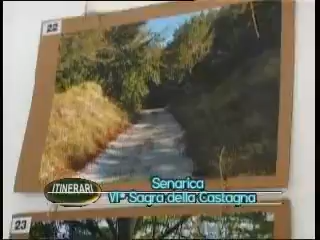 22
ITINERARI
Senarica
VI^ Sagra della Castagna
23